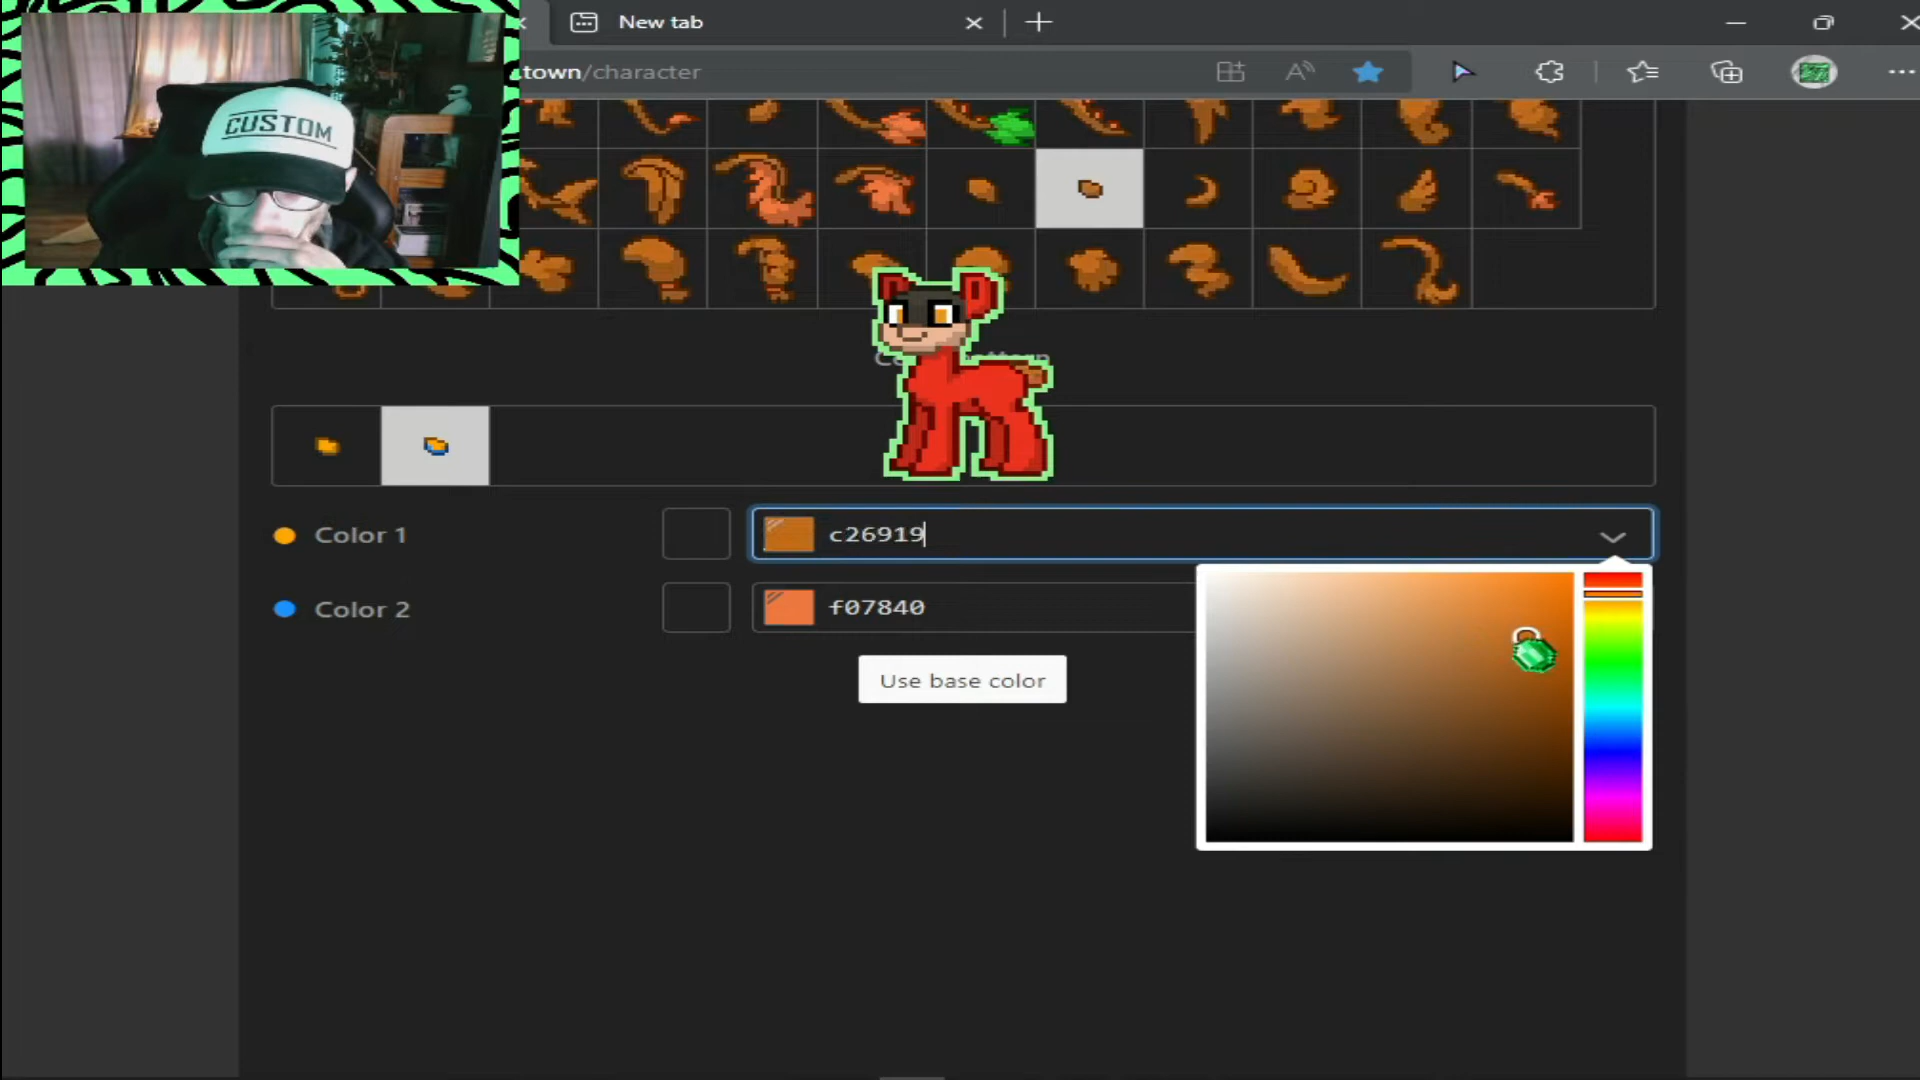 New tab
.town/character
CUSTOM
Color 1
c26919
Color 2
f07840
Use base color